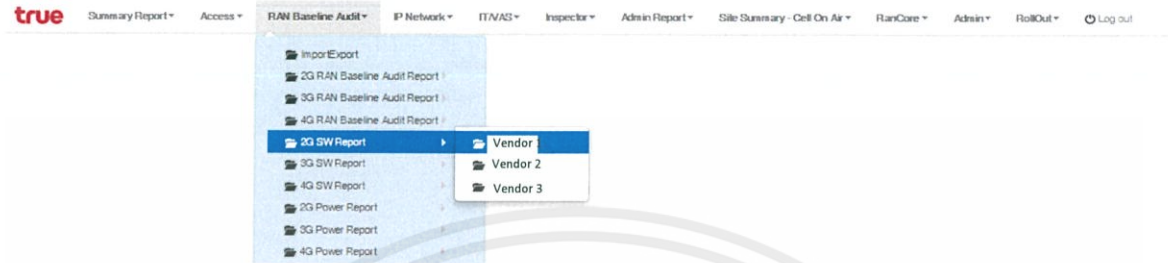 true Summary Report Access RAN Baseline Audit IP Network IT/VAS Inspector Admin Report Site Summary - Cell On Air RanCore Admin RollOut Log out
ImportExport
2G RAN Baseline Audit Report
3G RAN Baseline Audit Report
4G RAN Baseline Audit Report
2G SW Report Vendor 1
3G SW Report Vendor 2
4G SW Report Vendor 3
2G Power Report
3G Power Report
4G Power Report